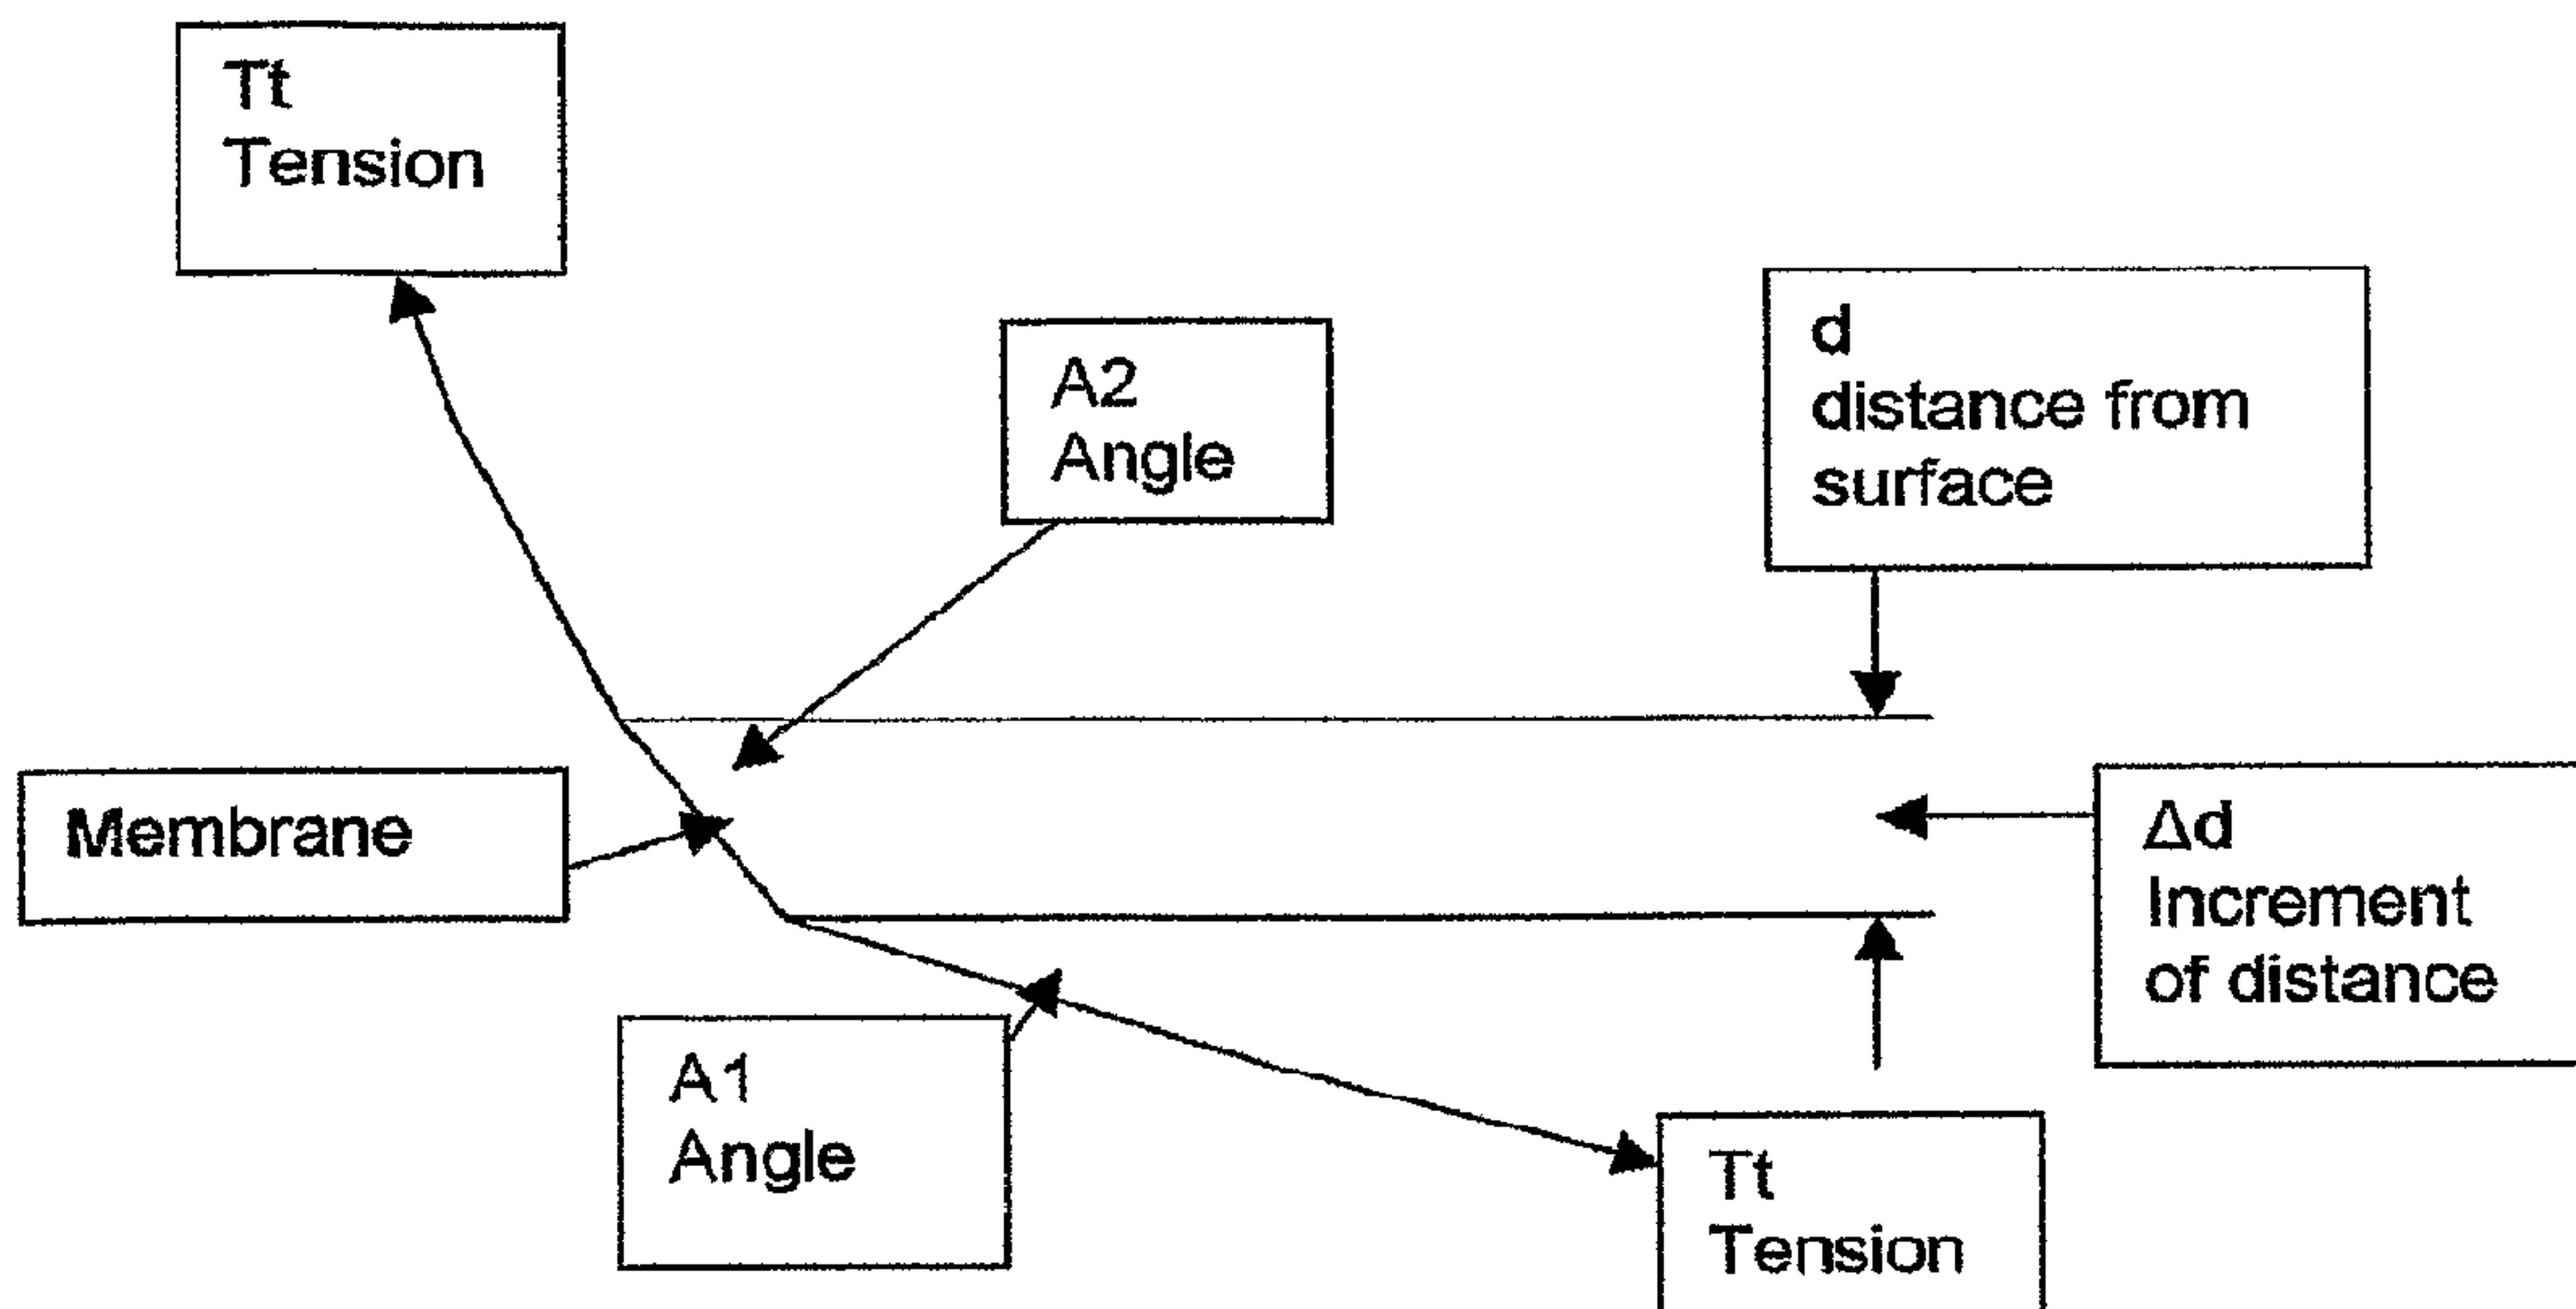 Tt
Tension
A2
Angle
d
distance from
surface
Membrane
Δd
Increment
of distance
A1
Angle
Tt
Tension